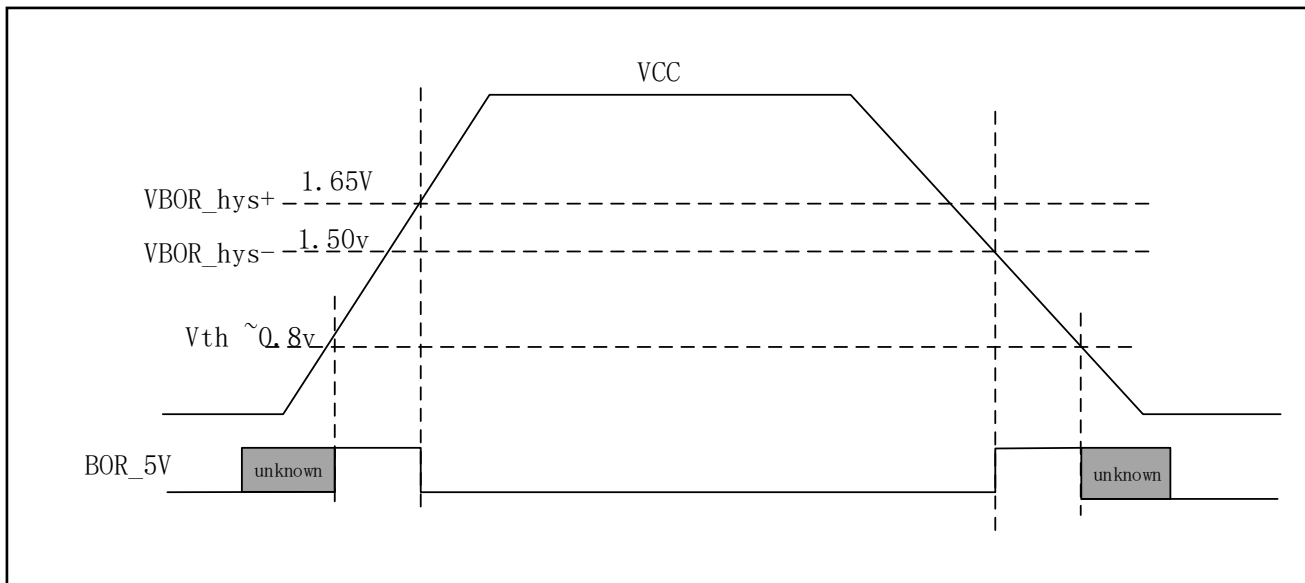 VCC
VBOR_hys+ 1.65V
VBOR_hys- 1.50v
Vth ~0.8v
BOR_5V unknown unknown